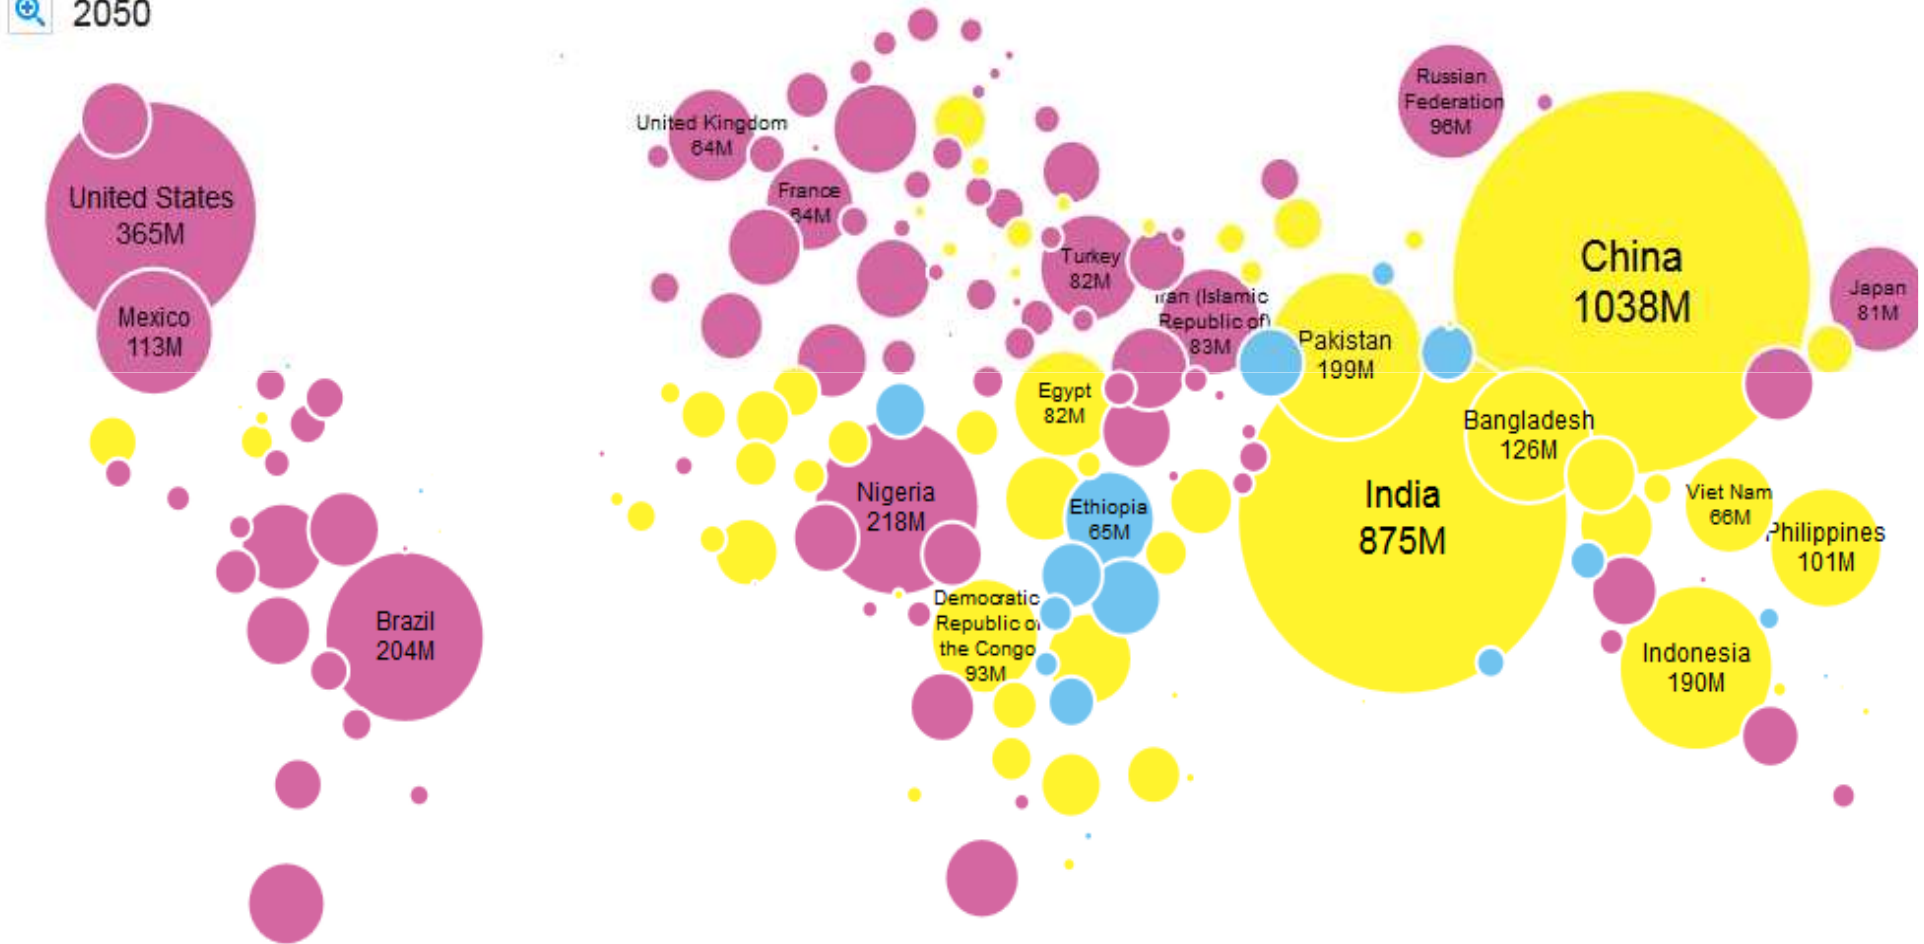 2050
United States
365M
Mexico
113M
Brazil
204M
United Kingdom
64M
France
64M
Nigeria
218M
Egypt
82M
Ethiopia
65M
Democratic
Republic of
the Congo
93M
Turkey
82M
Iran (Islamic
Republic of)
83M
Pakistan
199M
India
875M
Bangladesh
126M
Russian
Federation
96M
China
1038M
Japan
81M
Viet Nam
66M
Philippines
101M
Indonesia
190M